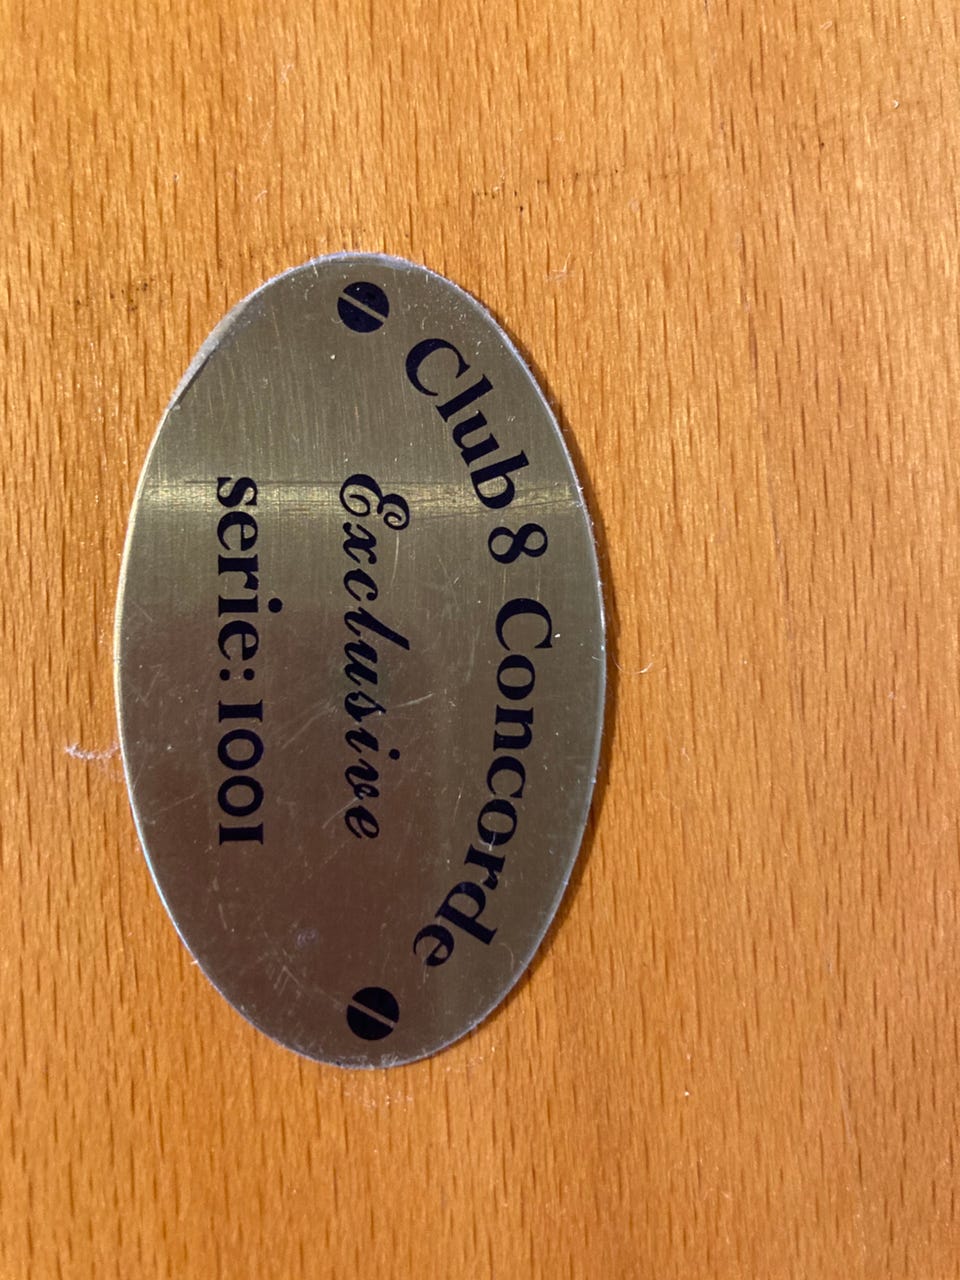 Club 8 Concorde
Exclusive
serie: 1001